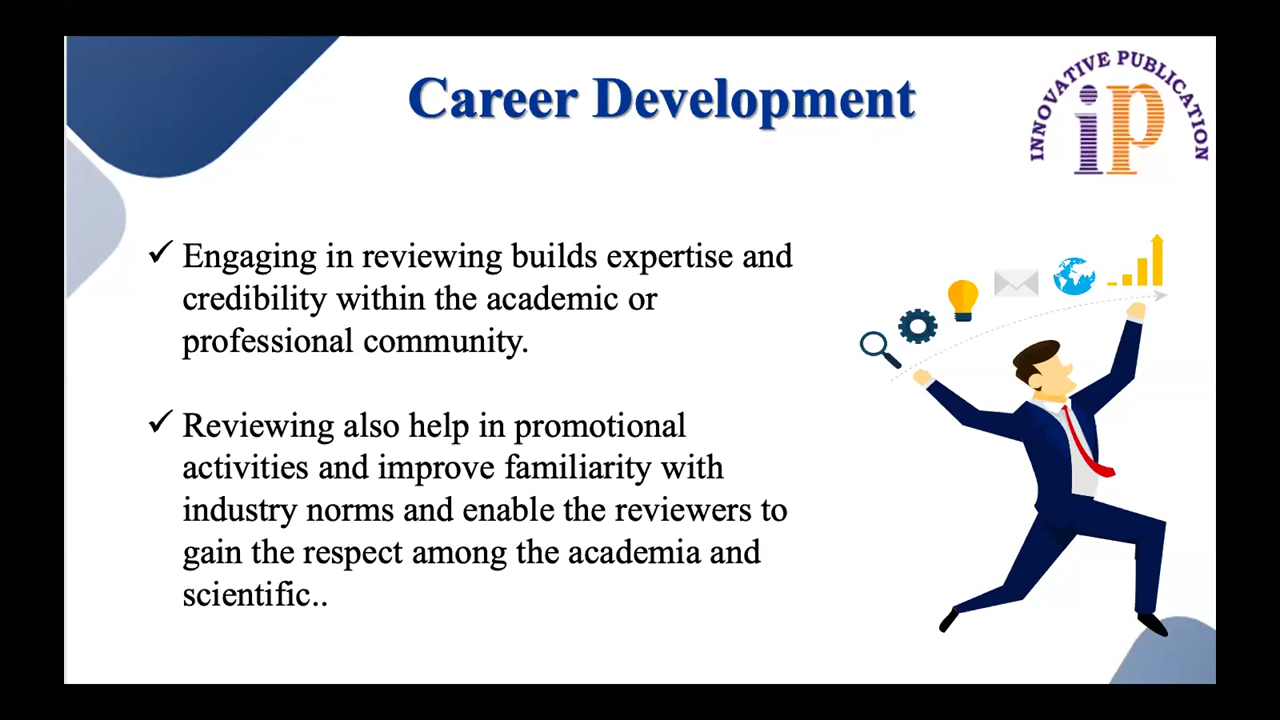 Career Development
INNOVATIVE PUBLICATION
ip
✓ Engaging in reviewing builds expertise and
credibility within the academic or
professional community.
✓ Reviewing also help in promotional
activities and improve familiarity with
industry norms and enable the reviewers to
gain the respect among the academia and
scientific..